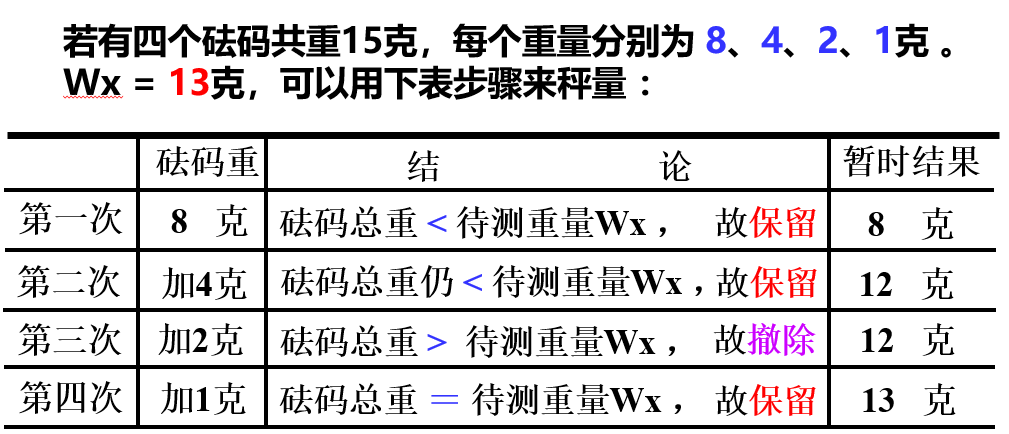 若有四个砝码共重15克，每个重量分别为 8、4、2、1克 。
Wx = 13克，可以用下表步骤来秤量：
砝码重 结 论 暂时结果
第一次 8 克 砝码总重 < 待测重量Wx ， 故保留 8 克
第二次 加4克 砝码总重仍 < 待测重量Wx ，故保留 12 克
第三次 加2克 砝码总重 > 待测重量Wx ， 故撤除 12 克
第四次 加1克 砝码总重 = 待测重量Wx ， 故保留 13 克